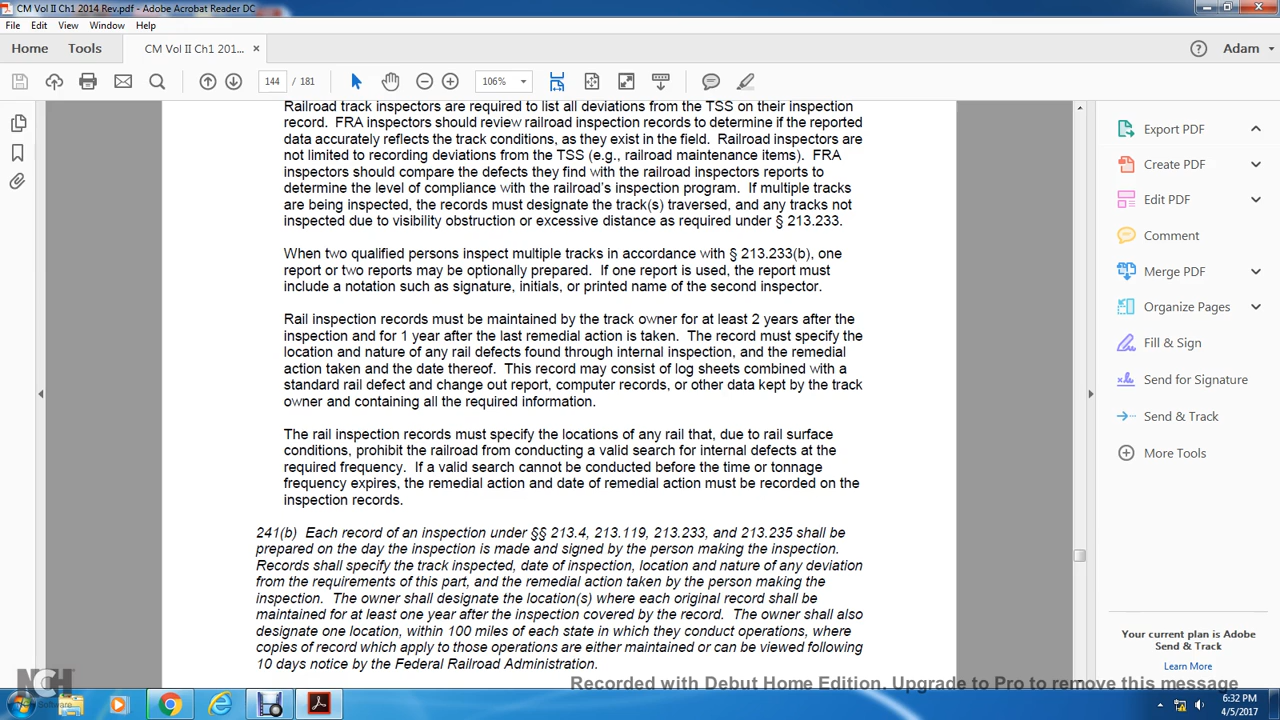 CM Vol II Ch1 2014 Rev.pdf - Adobe Acrobat Reader DC
File Edit View Window Help
Home Tools CM Vol II Ch1 201... × Adam
144 / 181 106%
Railroad track inspectors are required to list all deviations from the TSS on their inspection
record. FRA inspectors should review railroad inspection records to determine if the reported
data accurately reflects the track conditions, as they exist in the field. Railroad inspectors are
not limited to recording deviations from the TSS (e.g., railroad maintenance items). FRA
inspectors should compare the defects they find with the railroad inspectors reports to
determine the level of compliance with the railroad's inspection program. If multiple tracks
are being inspected, the records must designate the track(s) traversed, and any tracks not
inspected due to visibility obstruction or excessive distance as required under § 213.233.
When two qualified persons inspect multiple tracks in accordance with § 213.233(b), one
report or two reports may be optionally prepared. If one report is used, the report must
include a notation such as signature, initials, or printed name of the second inspector.
Rail inspection records must be maintained by the track owner for at least 2 years after the
inspection and for 1 year after the last remedial action is taken. The record must specify the
location and nature of any rail defects found through internal inspection, and the remedial
action taken and the date thereof. This record may consist of log sheets combined with a
standard rail defect and change out report, computer records, or other data kept by the track
owner and containing all the required information.
The rail inspection records must specify the locations of any rail that, due to rail surface
conditions, prohibit the railroad from conducting a valid search for internal defects at the
required frequency. If a valid search cannot be conducted before the time or tonnage
frequency expires, the remedial action and date of remedial action must be recorded on the
inspection records.
241(b) Each record of an inspection under §§ 213.4, 213.119, 213.233, and 213.235 shall be
prepared on the day the inspection is made and signed by the person making the inspection.
Records shall specify the track inspected, date of inspection, location and nature of any deviation
from the requirements of this part, and the remedial action taken by the person making the
inspection. The owner shall designate the location(s) where each original record shall be
maintained for at least one year after the inspection covered by the record. The owner shall also
designate one location, within 100 miles of each state in which they conduct operations, where
copies of record which apply to those operations are either maintained or can be viewed following
10 days notice by the Federal Railroad Administration.
Export PDF
Create PDF
Edit PDF
Comment
Merge PDF
Organize Pages
Fill & Sign
Send for Signature
Send & Track
More Tools
Your current plan is Adobe
Send & Track
Learn More
NCH
Software
Recorded with Debut Home Edition. Upgrade to Pro to remove this message
6:32 PM
4/5/2017